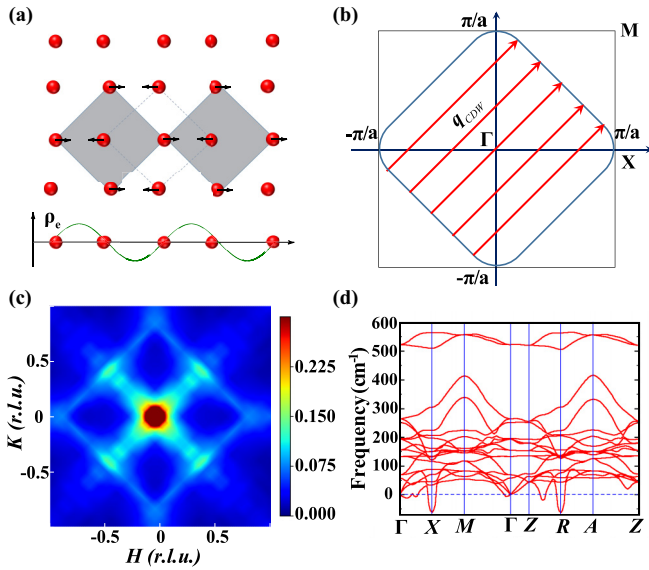 (a)
ρe
(b)
π/a
M
qCDW
-π/a
Γ
π/a
X
-π/a
(c)
K (r.l.u.)
0.5
0
-0.5
-0.5
0
0.5
H (r.l.u.)
0.225
0.150
0.075
0.000
(d)
Frequency (cm⁻¹)
600
500
400
300
200
100
0
Γ X M Γ Z R A Z